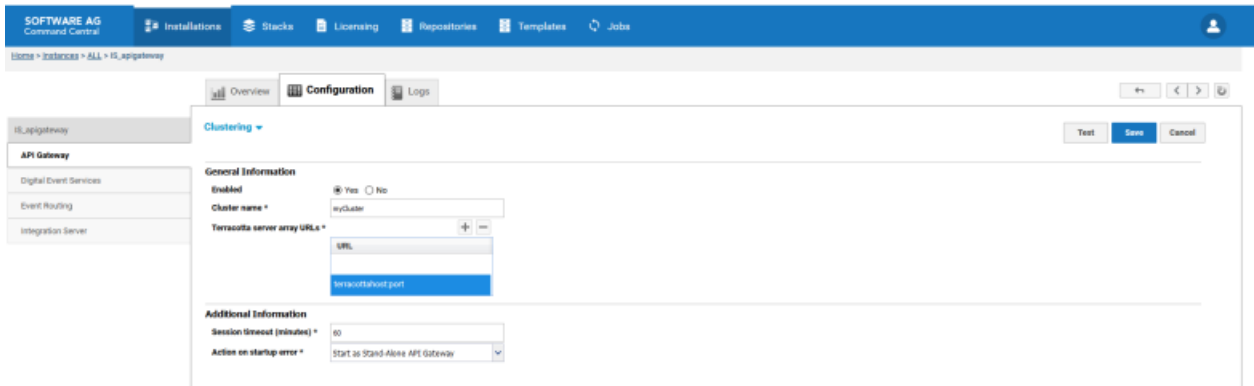 SOFTWARE AG
Command Central
Installations
Stacks
Licensing
Repositories
Templates
Jobs
Home > Instances > ALL > IS_apigateway
Overview
Configuration
Logs
IS_apigateway
API Gateway
Digital Event Services
Event Routing
Integration Server
Clustering
Test
Save
Cancel
General Information
Enabled Yes No
Cluster name * myCluster
Terracotta server array URLs * + −
URL
terracottahost:port
Additional Information
Session timeout (minutes) * 60
Action on startup error * Start as Stand-Alone API Gateway